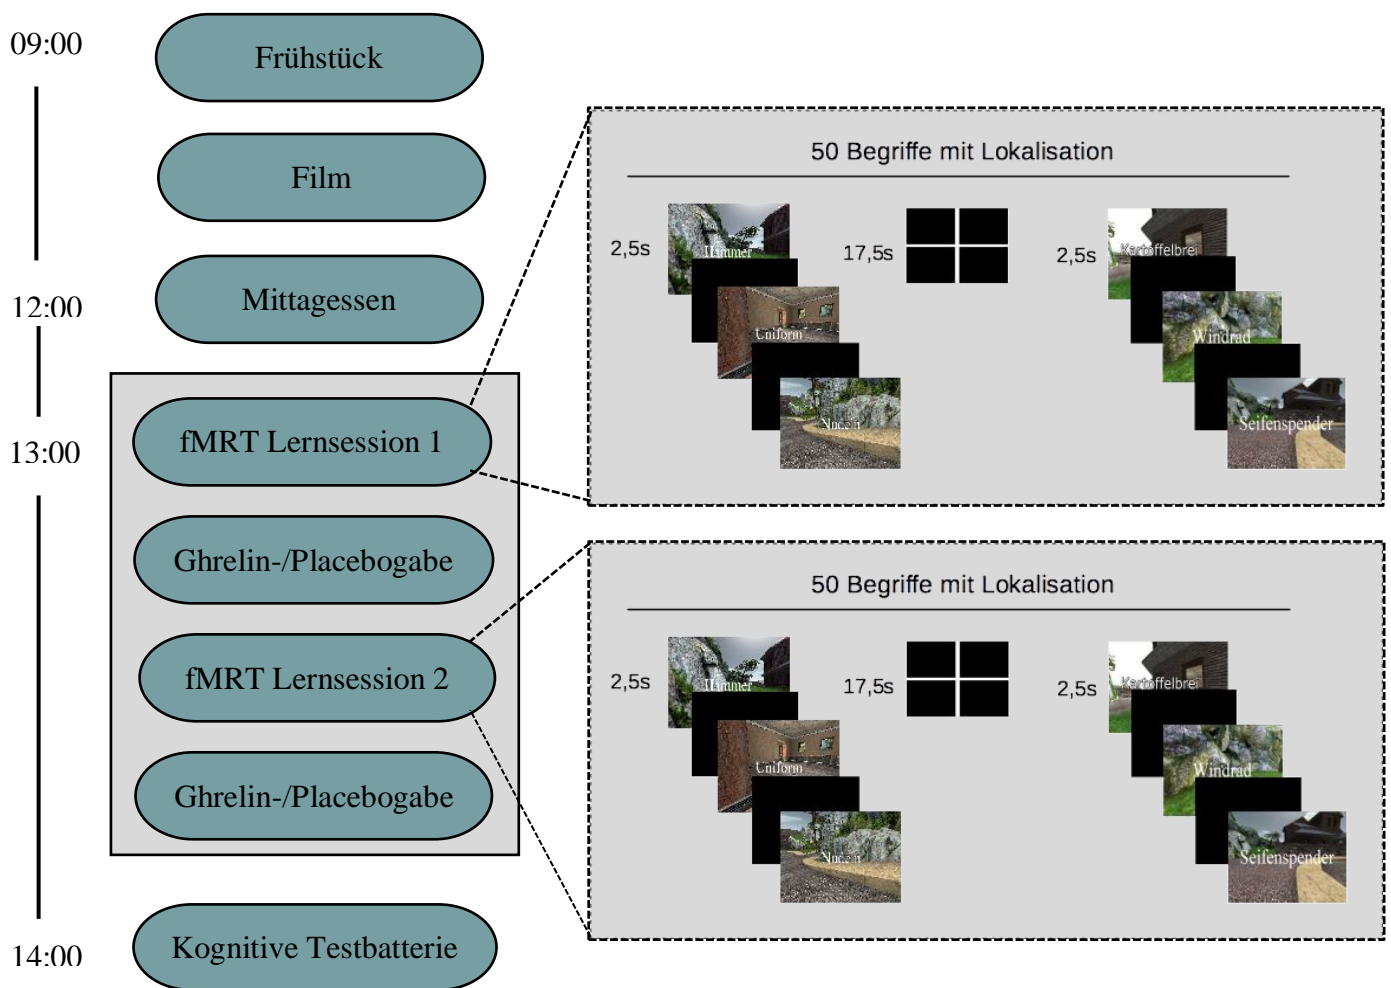 09:00
Frühstück
Film
12:00
Mittagessen
13:00
fMRT Lernsession 1
Ghrelin-/Placebogabe
fMRT Lernsession 2
Ghrelin-/Placebogabe
14:00
Kognitive Testbatterie
50 Begriffe mit Lokalisation
2,5s
Hammer
Uniform
Nudeln
17,5s
2,5s
Kartoffelbrei
Windrad
Seifenspender
50 Begriffe mit Lokalisation
2,5s
Hammer
Uniform
Nudeln
17,5s
2,5s
Kartoffelbrei
Windrad
Seifenspender